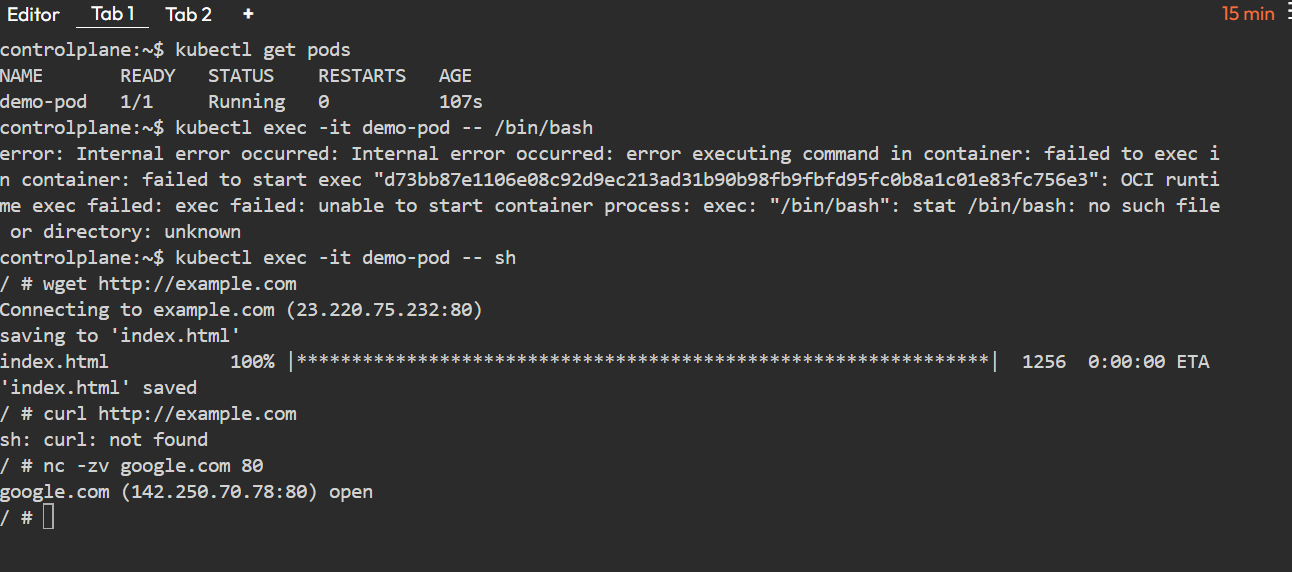 Editor Tab 1 Tab 2 + 15 min
controlplane:~$ kubectl get pods
NAME READY STATUS RESTARTS AGE
demo-pod 1/1 Running 0 107s
controlplane:~$ kubectl exec -it demo-pod -- /bin/bash
error: Internal error occurred: Internal error occurred: error executing command in container: failed to exec i
n container: failed to start exec "d73bb87e1106e08c92d9ec213ad31b90b98fb9fbfd95fc0b8a1c01e83fc756e3": OCI runti
me exec failed: exec failed: unable to start container process: exec: "/bin/bash": stat /bin/bash: no such file
or directory: unknown
controlplane:~$ kubectl exec -it demo-pod -- sh
/ # wget http://example.com
Connecting to example.com (23.220.75.232:80)
saving to 'index.html'
index.html 100% |***************************************************************| 1256 0:00:00 ETA
'index.html' saved
/ # curl http://example.com
sh: curl: not found
/ # nc -zv google.com 80
google.com (142.250.70.78:80) open
/ #